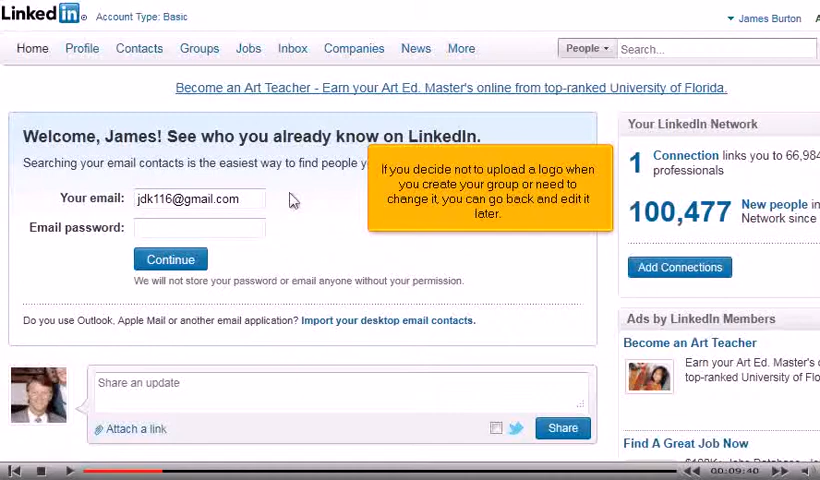 Linked in ® Account Type: Basic
James Burton
Home Profile Contacts Groups Jobs Inbox Companies News More
People Search...
Become an Art Teacher - Earn your Art Ed. Master's online from top-ranked University of Florida.
Welcome, James! See who you already know on LinkedIn.
Searching your email contacts is the easiest way to find people
If you decide not to upload a logo when
you create your group or need to
change it, you can go back and edit it
later.
Your email: jdk116@gmail.com
Email password:
Continue
We will not store your password or email anyone without your permission.
Do you use Outlook, Apple Mail or another email application? Import your desktop email contacts.
Share an update
Attach a link
Share
Your LinkedIn Network
1 Connection links you to 66,984
professionals
100,477 New people in
Network since
Add Connections
Ads by LinkedIn Members
Become an Art Teacher
Earn your Art Ed. Master's
top-ranked University of Flo
Find A Great Job Now
00:09:40